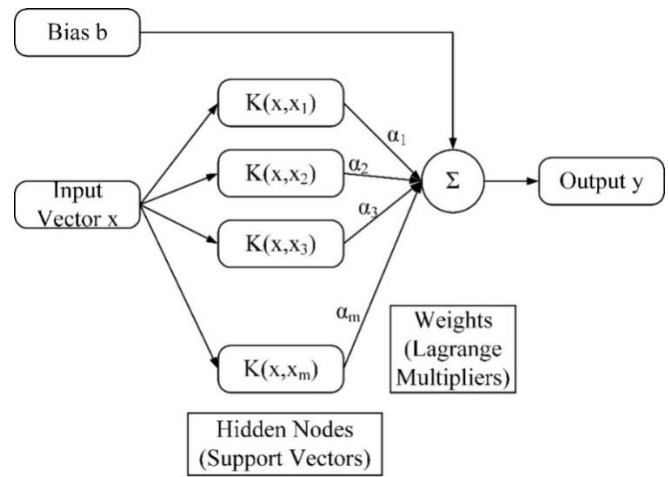 Bias b
K(x,x₁)
α₁
K(x,x₂)
α₂
Input
Vector x
Σ
Output y
K(x,x₃)
α₃
αₘ
K(x,xₘ)
Weights
(Lagrange
Multipliers)
Hidden Nodes
(Support Vectors)